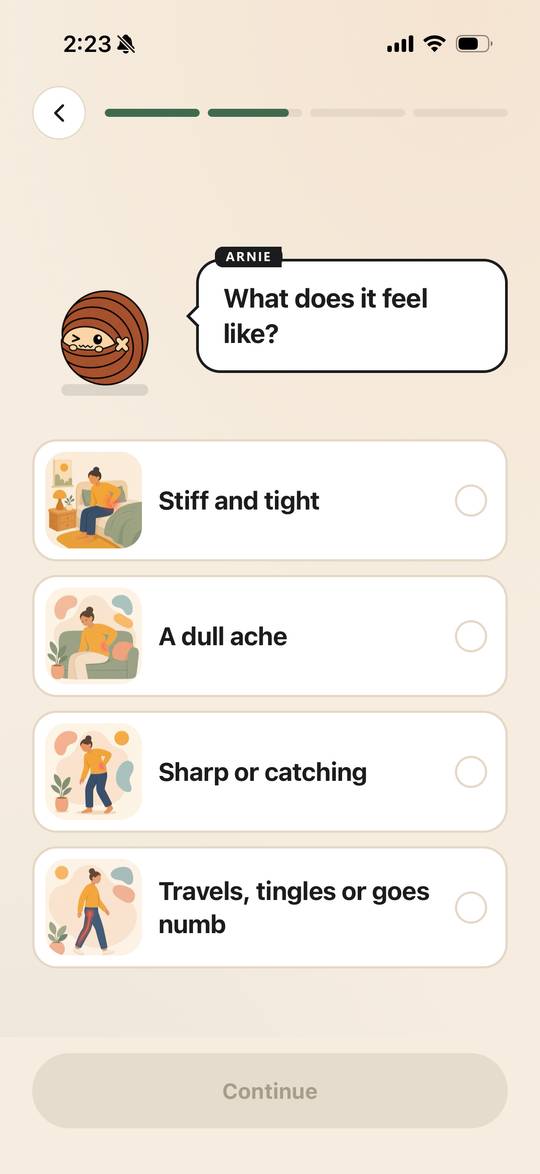 2:23
ARNIE
What does it feel
like?
Stiff and tight
A dull ache
Sharp or catching
Travels, tingles or goes
numb
Continue